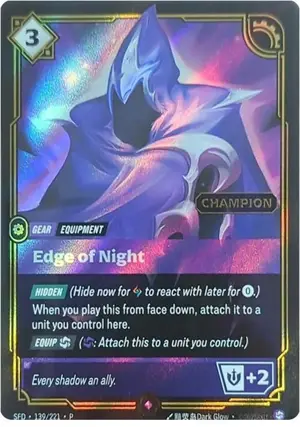 3
CHAMPION
GEAR EQUIPMENT
Edge of Night
HIDDEN (Hide now for to react with later for 0.)
When you play this from face down, attach it to a
unit you control here.
EQUIP (: Attach this to a unit you control.)
Every shadow an ally.
+2
SFD • 139/221 • P
Dark Glow